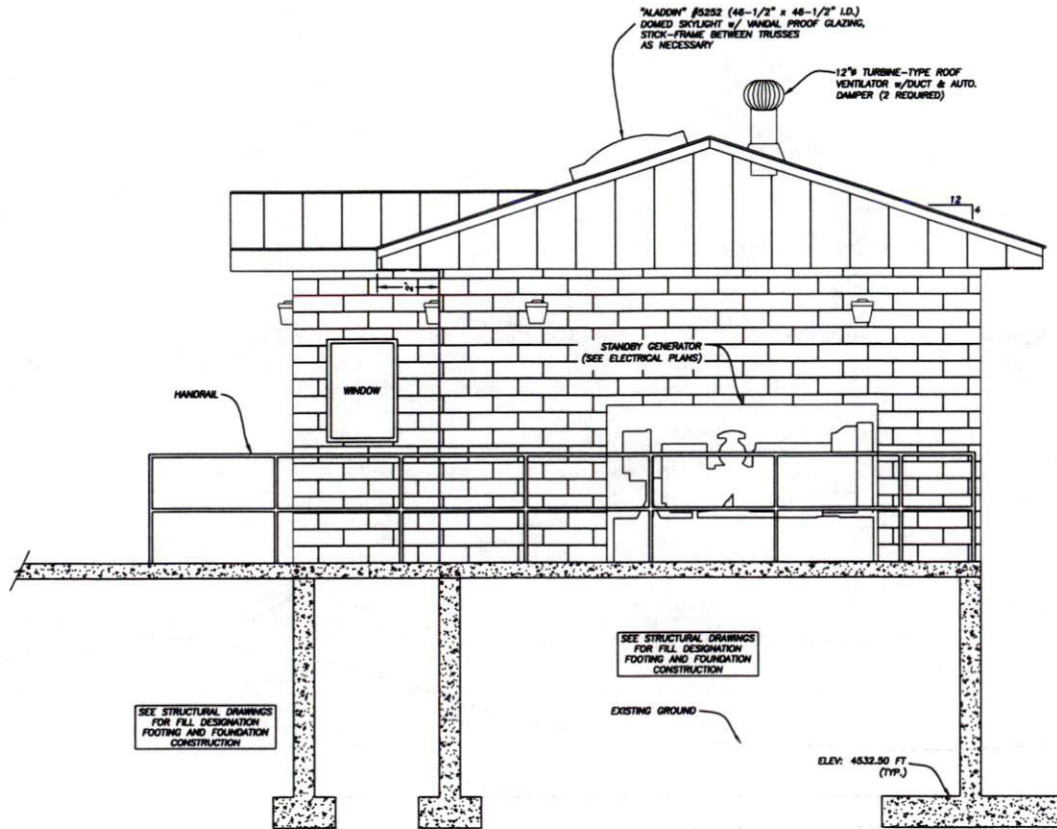 "ALADDIN" #5252 (46-1/2" x 46-1/2" I.D.)
DOMED SKYLIGHT w/ VANDAL PROOF GLAZING,
STICK-FRAME BETWEEN TRUSSES
AS NECESSARY
12"ø TURBINE-TYPE ROOF
VENTILATOR w/DUCT & AUTO.
DAMPER (2 REQUIRED)
12
4
STANDBY GENERATOR
(SEE ELECTRICAL PLANS)
WINDOW
HANDRAIL
SEE STRUCTURAL DRAWINGS
FOR FILL DESIGNATION
FOOTING AND FOUNDATION
CONSTRUCTION
SEE STRUCTURAL DRAWINGS
FOR FILL DESIGNATION
FOOTING AND FOUNDATION
CONSTRUCTION
EXISTING GROUND
ELEV: 4532.50 FT
(TYP.)